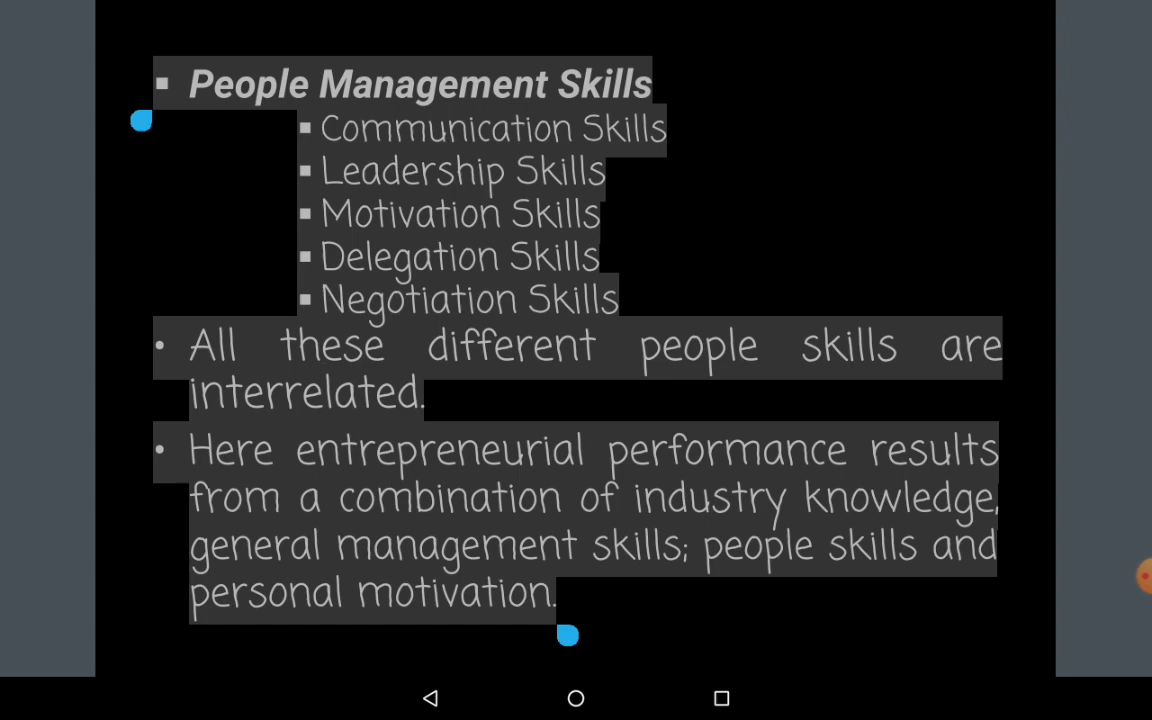 ▪ People Management Skills
▪ Communication Skills
▪ Leadership Skills
▪ Motivation Skills
▪ Delegation Skills
▪ Negotiation Skills
• All these different people skills are
interrelated.
• Here entrepreneurial performance results
from a combination of industry knowledge,
general management skills; people skills and
personal motivation.